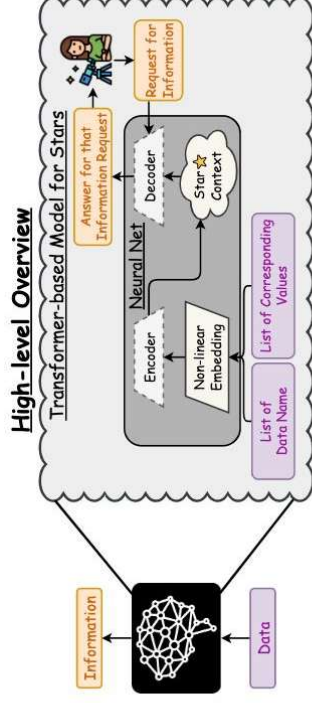 High-level Overview
Transformer-based Model for Stars
Information
Data
Answer for that
Information Request
Request for
Information
Neural Net
Encoder
Decoder
Non-linear
Embedding
Star
Context
List of
Data Name
List of Corresponding
Values